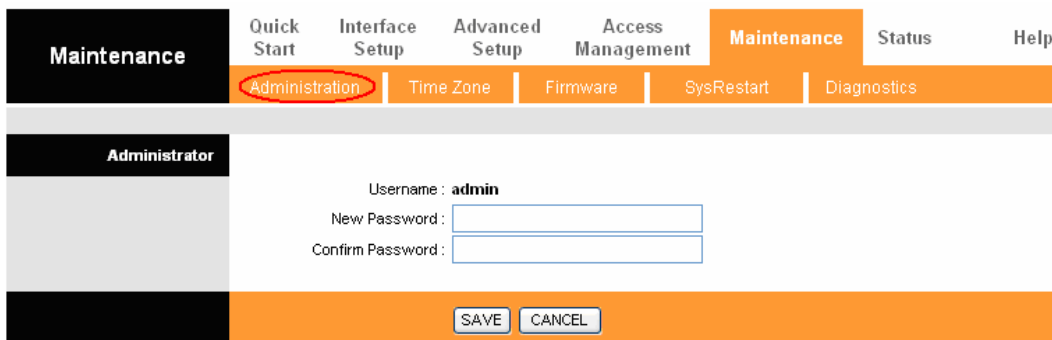 Maintenance
Quick Start
Interface Setup
Advanced Setup
Access Management
Maintenance
Status
Help
Administration
Time Zone
Firmware
SysRestart
Diagnostics
Administrator
Username : admin
New Password :
Confirm Password :
SAVE
CANCEL